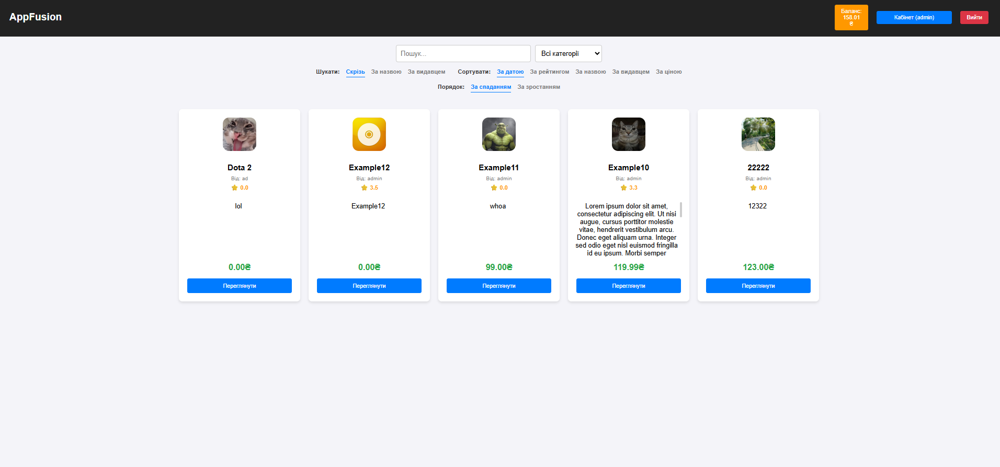 AppFusion
Баланс:
158.01
₴
Кабінет (admin)
Вийти
Пошук...
Всі категорії
Шукати: Скрізь За назвою За видавцем Сортувати: За датою За рейтингом За назвою За видавцем За ціною
Порядок: За спаданням За зростанням
Dota 2
Від: ad
0.0
lol
0.00₴
Переглянути
Example12
Від: admin
3.5
Example12
0.00₴
Переглянути
Example11
Від: admin
0.0
whoa
99.00₴
Переглянути
Example10
Від: admin
3.3
Lorem ipsum dolor sit amet,
consectetur adipiscing elit. Ut nisi
augue, cursus porttitor molestie
vitae, hendrerit vestibulum arcu.
Donec eget aliquam urna. Integer
sed odio eget nisl euismod fringilla
id eu ipsum. Morbi semper
119.99₴
Переглянути
22222
Від: admin
0.0
12322
123.00₴
Переглянути